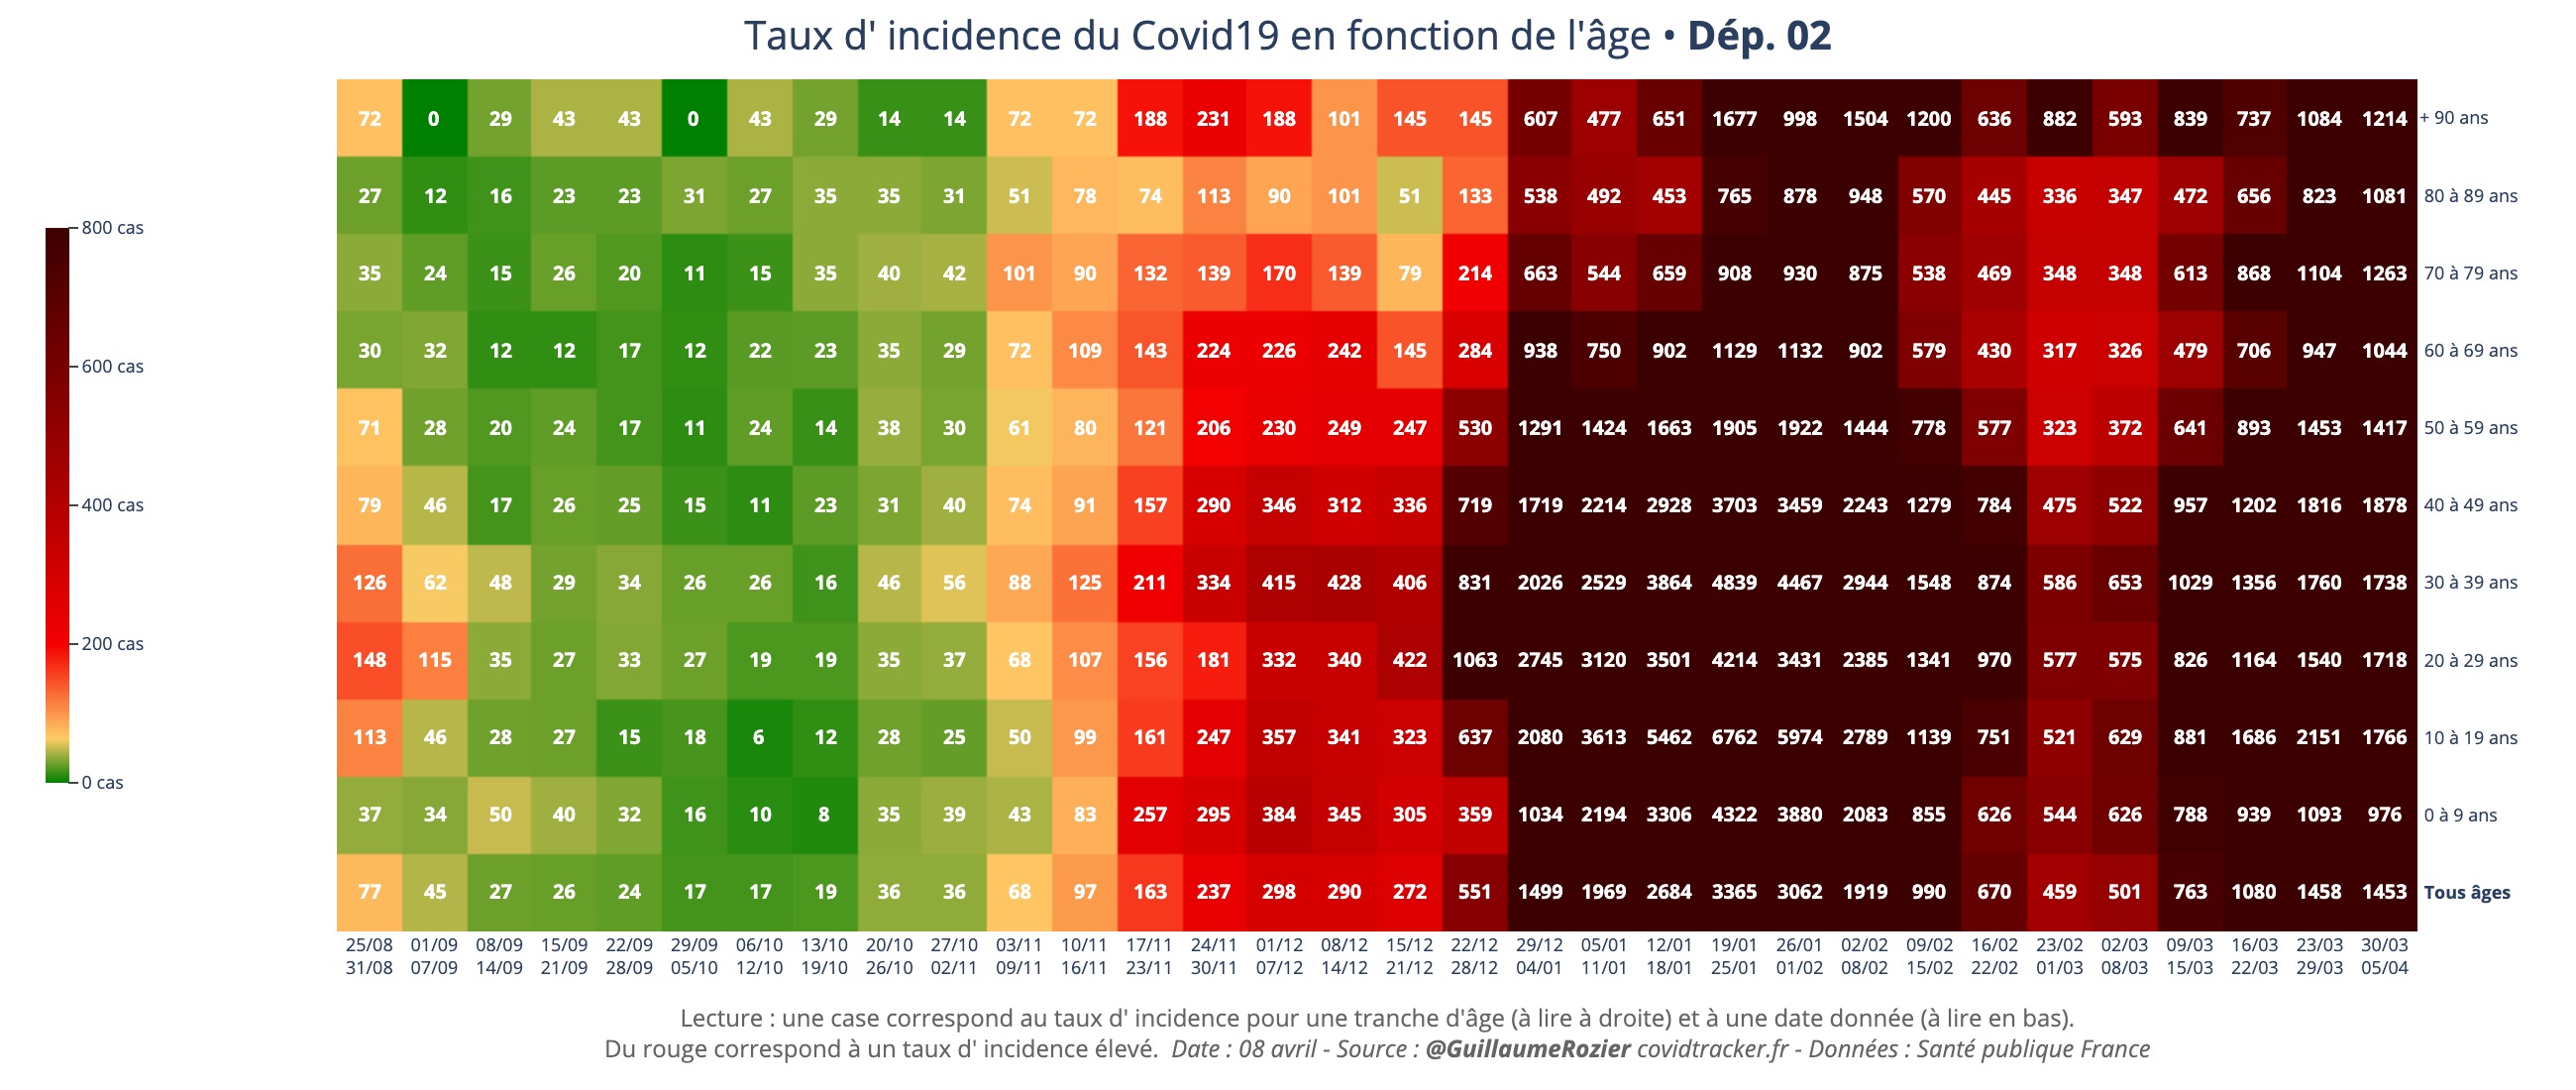 Taux d' incidence du Covid19 en fonction de l'âge • Dép. 02
800 cas
600 cas
400 cas
200 cas
0 cas
72 0 29 43 43 0 43 29 14 14 72 72 188 231 188 101 145 145 607 477 651 1677 998 1504 1200 636 882 593 839 737 1084 1214 + 90 ans
27 12 16 23 23 31 27 35 35 31 51 78 74 113 90 101 51 133 538 492 453 765 878 948 570 445 336 347 472 656 823 1081 80 à 89 ans
35 24 15 26 20 11 15 35 40 42 101 90 132 139 170 139 79 214 663 544 659 908 930 875 538 469 348 348 613 868 1104 1263 70 à 79 ans
30 32 12 12 17 12 22 23 35 29 72 109 143 224 226 242 145 284 938 750 902 1129 1132 902 579 430 317 326 479 706 947 1044 60 à 69 ans
71 28 20 24 17 11 24 14 38 30 61 80 121 206 230 249 247 530 1291 1424 1663 1905 1922 1444 778 577 323 372 641 893 1453 1417 50 à 59 ans
79 46 17 26 25 15 11 23 31 40 74 91 157 290 346 312 336 719 1719 2214 2928 3703 3459 2243 1279 784 475 522 957 1202 1816 1878 40 à 49 ans
126 62 48 29 34 26 26 16 46 56 88 125 211 334 415 428 406 831 2026 2529 3864 4839 4467 2944 1548 874 586 653 1029 1356 1760 1738 30 à 39 ans
148 115 35 27 33 27 19 19 35 37 68 107 156 181 332 340 422 1063 2745 3120 3501 4214 3431 2385 1341 970 577 575 826 1164 1540 1718 20 à 29 ans
113 46 28 27 15 18 6 12 28 25 50 99 161 247 357 341 323 637 2080 3613 5462 6762 5974 2789 1139 751 521 629 881 1686 2151 1766 10 à 19 ans
37 34 50 40 32 16 10 8 35 39 43 83 257 295 384 345 305 359 1034 2194 3306 4322 3880 2083 855 626 544 626 788 939 1093 976 0 à 9 ans
77 45 27 26 24 17 17 19 36 36 68 97 163 237 298 290 272 551 1499 1969 2684 3365 3062 1919 990 670 459 501 763 1080 1458 1453 Tous âges
25/08 01/09 08/09 15/09 22/09 29/09 06/10 13/10 20/10 27/10 03/11 10/11 17/11 24/11 01/12 08/12 15/12 22/12 29/12 05/01 12/01 19/01 26/01 02/02 09/02 16/02 23/02 02/03 09/03 16/03 23/03 30/03
31/08 07/09 14/09 21/09 28/09 05/10 12/10 19/10 26/10 02/11 09/11 16/11 23/11 30/11 07/12 14/12 21/12 28/12 04/01 11/01 18/01 25/01 01/02 08/02 15/02 22/02 01/03 08/03 15/03 22/03 29/03 05/04
Lecture : une case correspond au taux d' incidence pour une tranche d'âge (à lire à droite) et à une date donnée (à lire en bas).
Du rouge correspond à un taux d' incidence élevé. Date : 08 avril - Source : @GuillaumeRozier covidtracker.fr - Données : Santé publique France